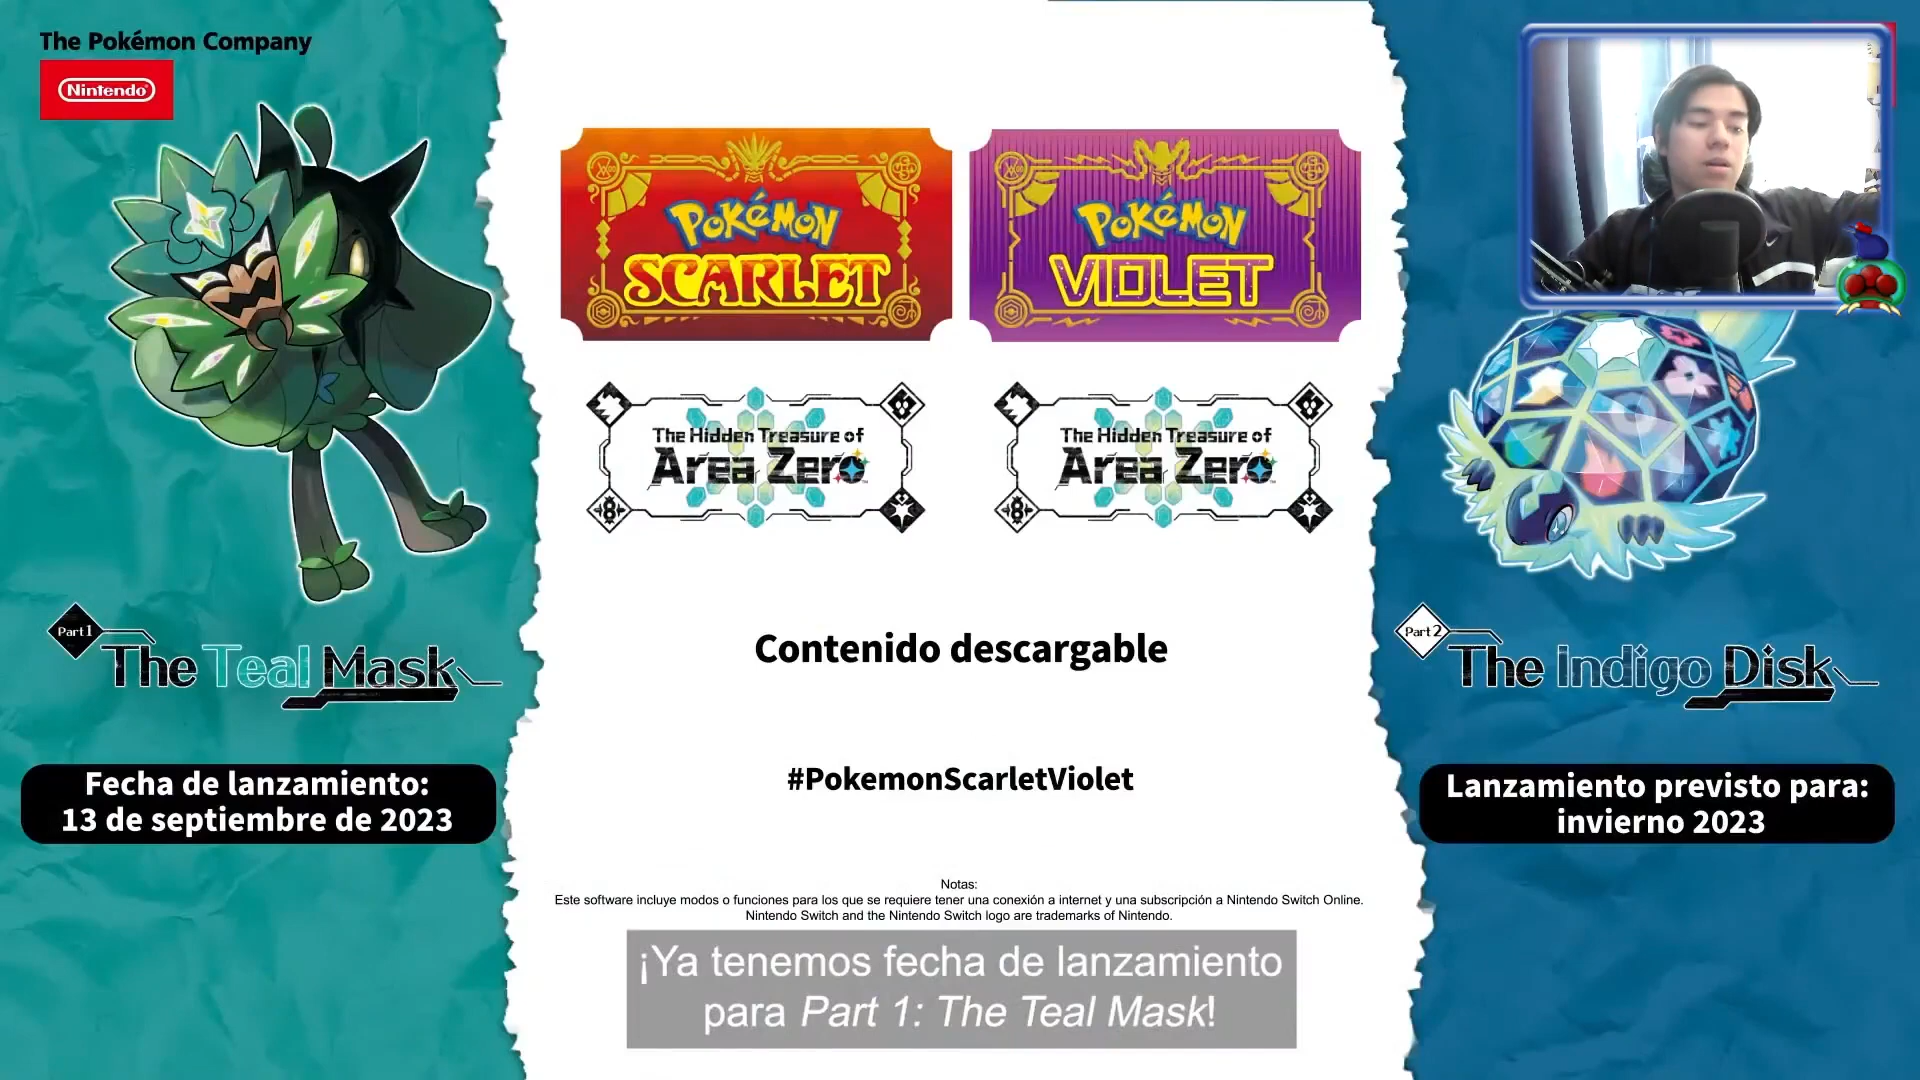 The Pokémon Company
Nintendo
POKéMON
SCARLET
POKéMON
VIOLET
The Hidden Treasure of
Area Zero
The Hidden Treasure of
Area Zero
Part 1
The Teal Mask
Fecha de lanzamiento:
13 de septiembre de 2023
Contenido descargable
#PokemonScarletViolet
Part 2
The Indigo Disk
Lanzamiento previsto para:
invierno 2023
Notas:
Este software incluye modos o funciones para los que se requiere tener una conexión a internet y una subscripción a Nintendo Switch Online.
Nintendo Switch and the Nintendo Switch logo are trademarks of Nintendo.
¡Ya tenemos fecha de lanzamiento
para Part 1: The Teal Mask!